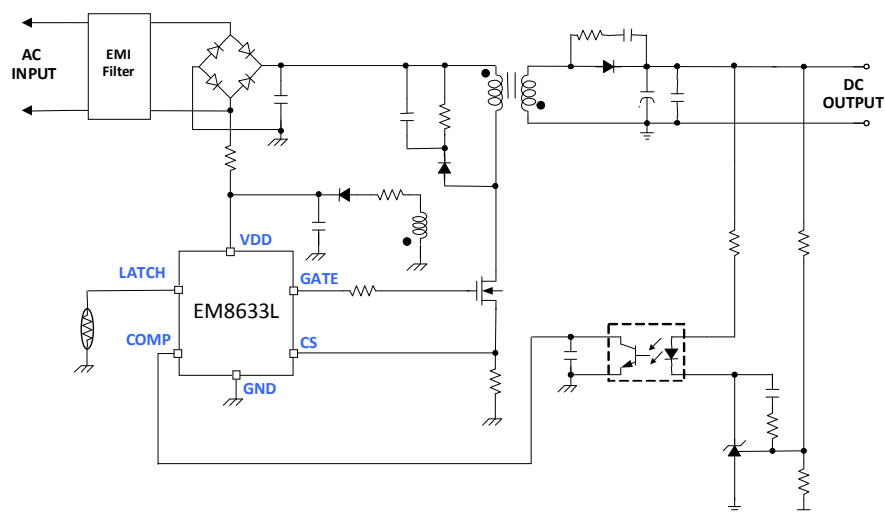 AC
INPUT
EMI
Filter
DC
OUTPUT
VDD
LATCH
GATE
EM8633L
COMP
CS
GND